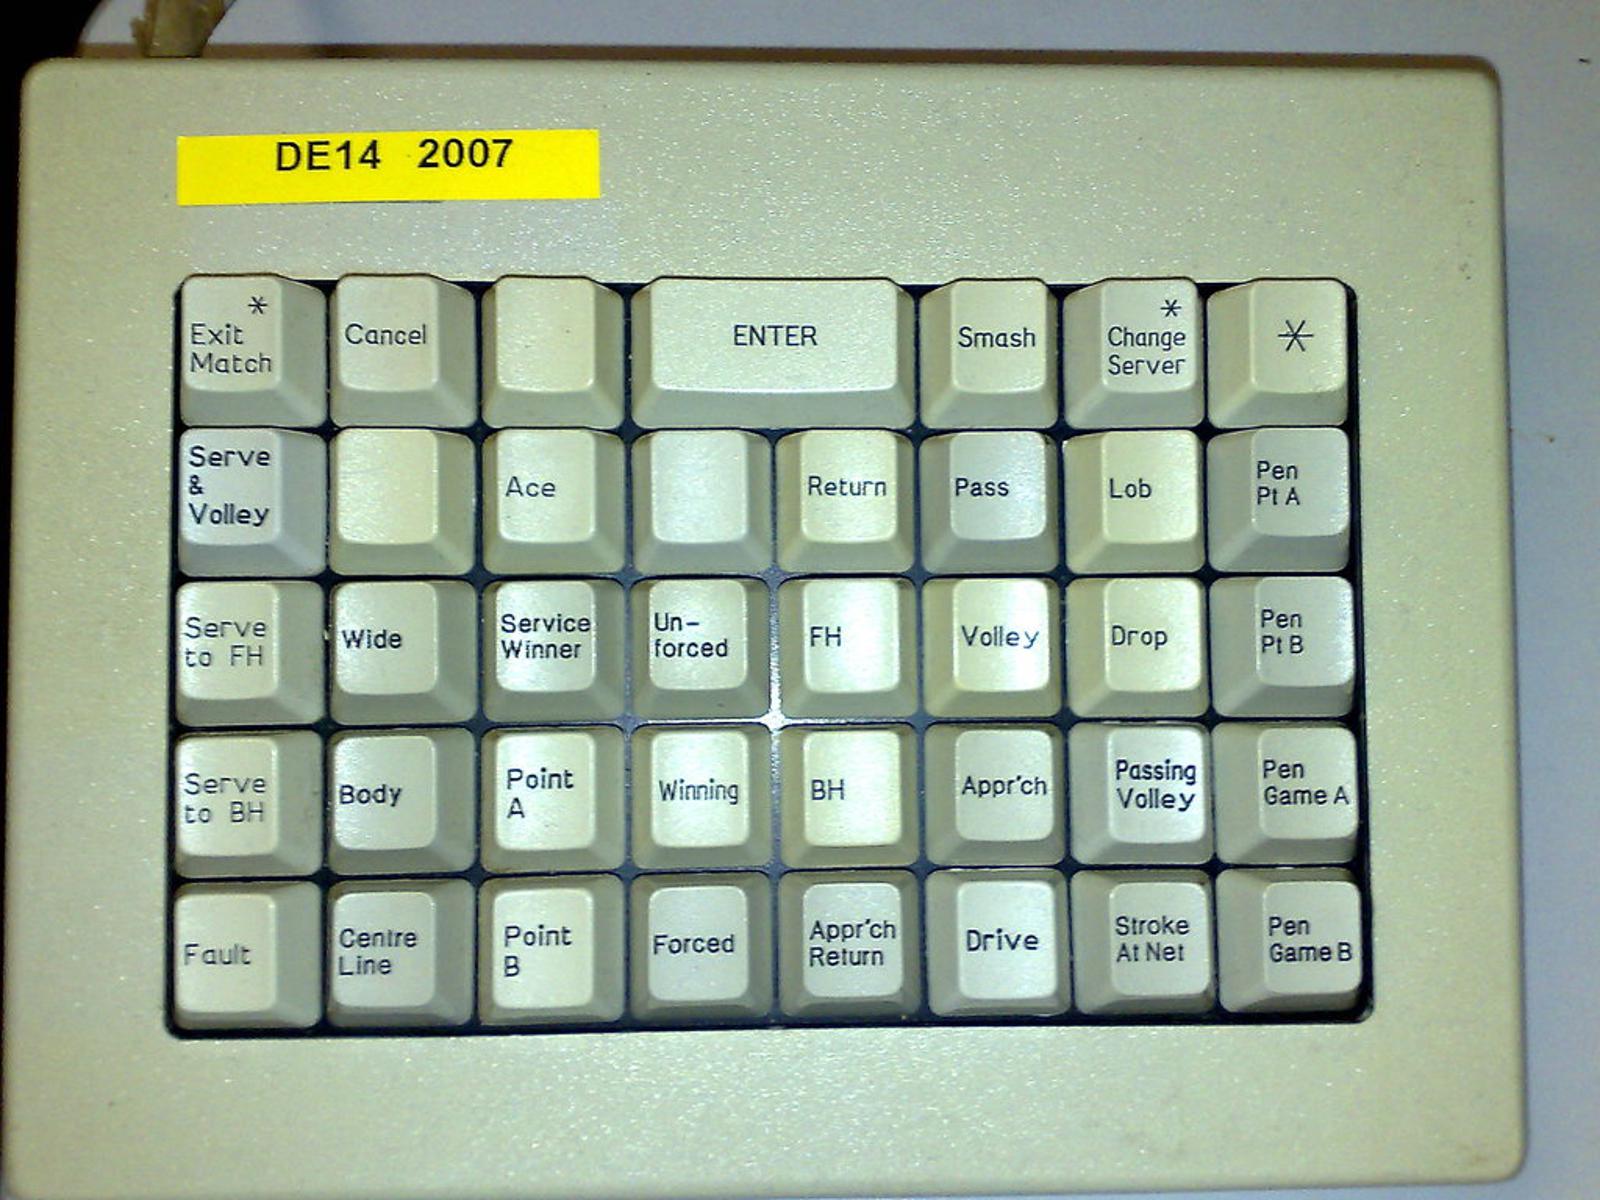 DE14 2007
*
Exit
Match
Cancel
ENTER
Smash
*
Change
Server
*
Serve
&
Volley
Ace
Return
Pass
Lob
Pen
Pt A
Serve
to FH
Wide
Service
Winner
Un-
forced
FH
Volley
Drop
Pen
Pt B
Serve
to BH
Body
Point
A
Winning
BH
Appr'ch
Passing
Volley
Pen
Game A
Fault
Centre
Line
Point
B
Forced
Appr'ch
Return
Drive
Stroke
At Net
Pen
Game B